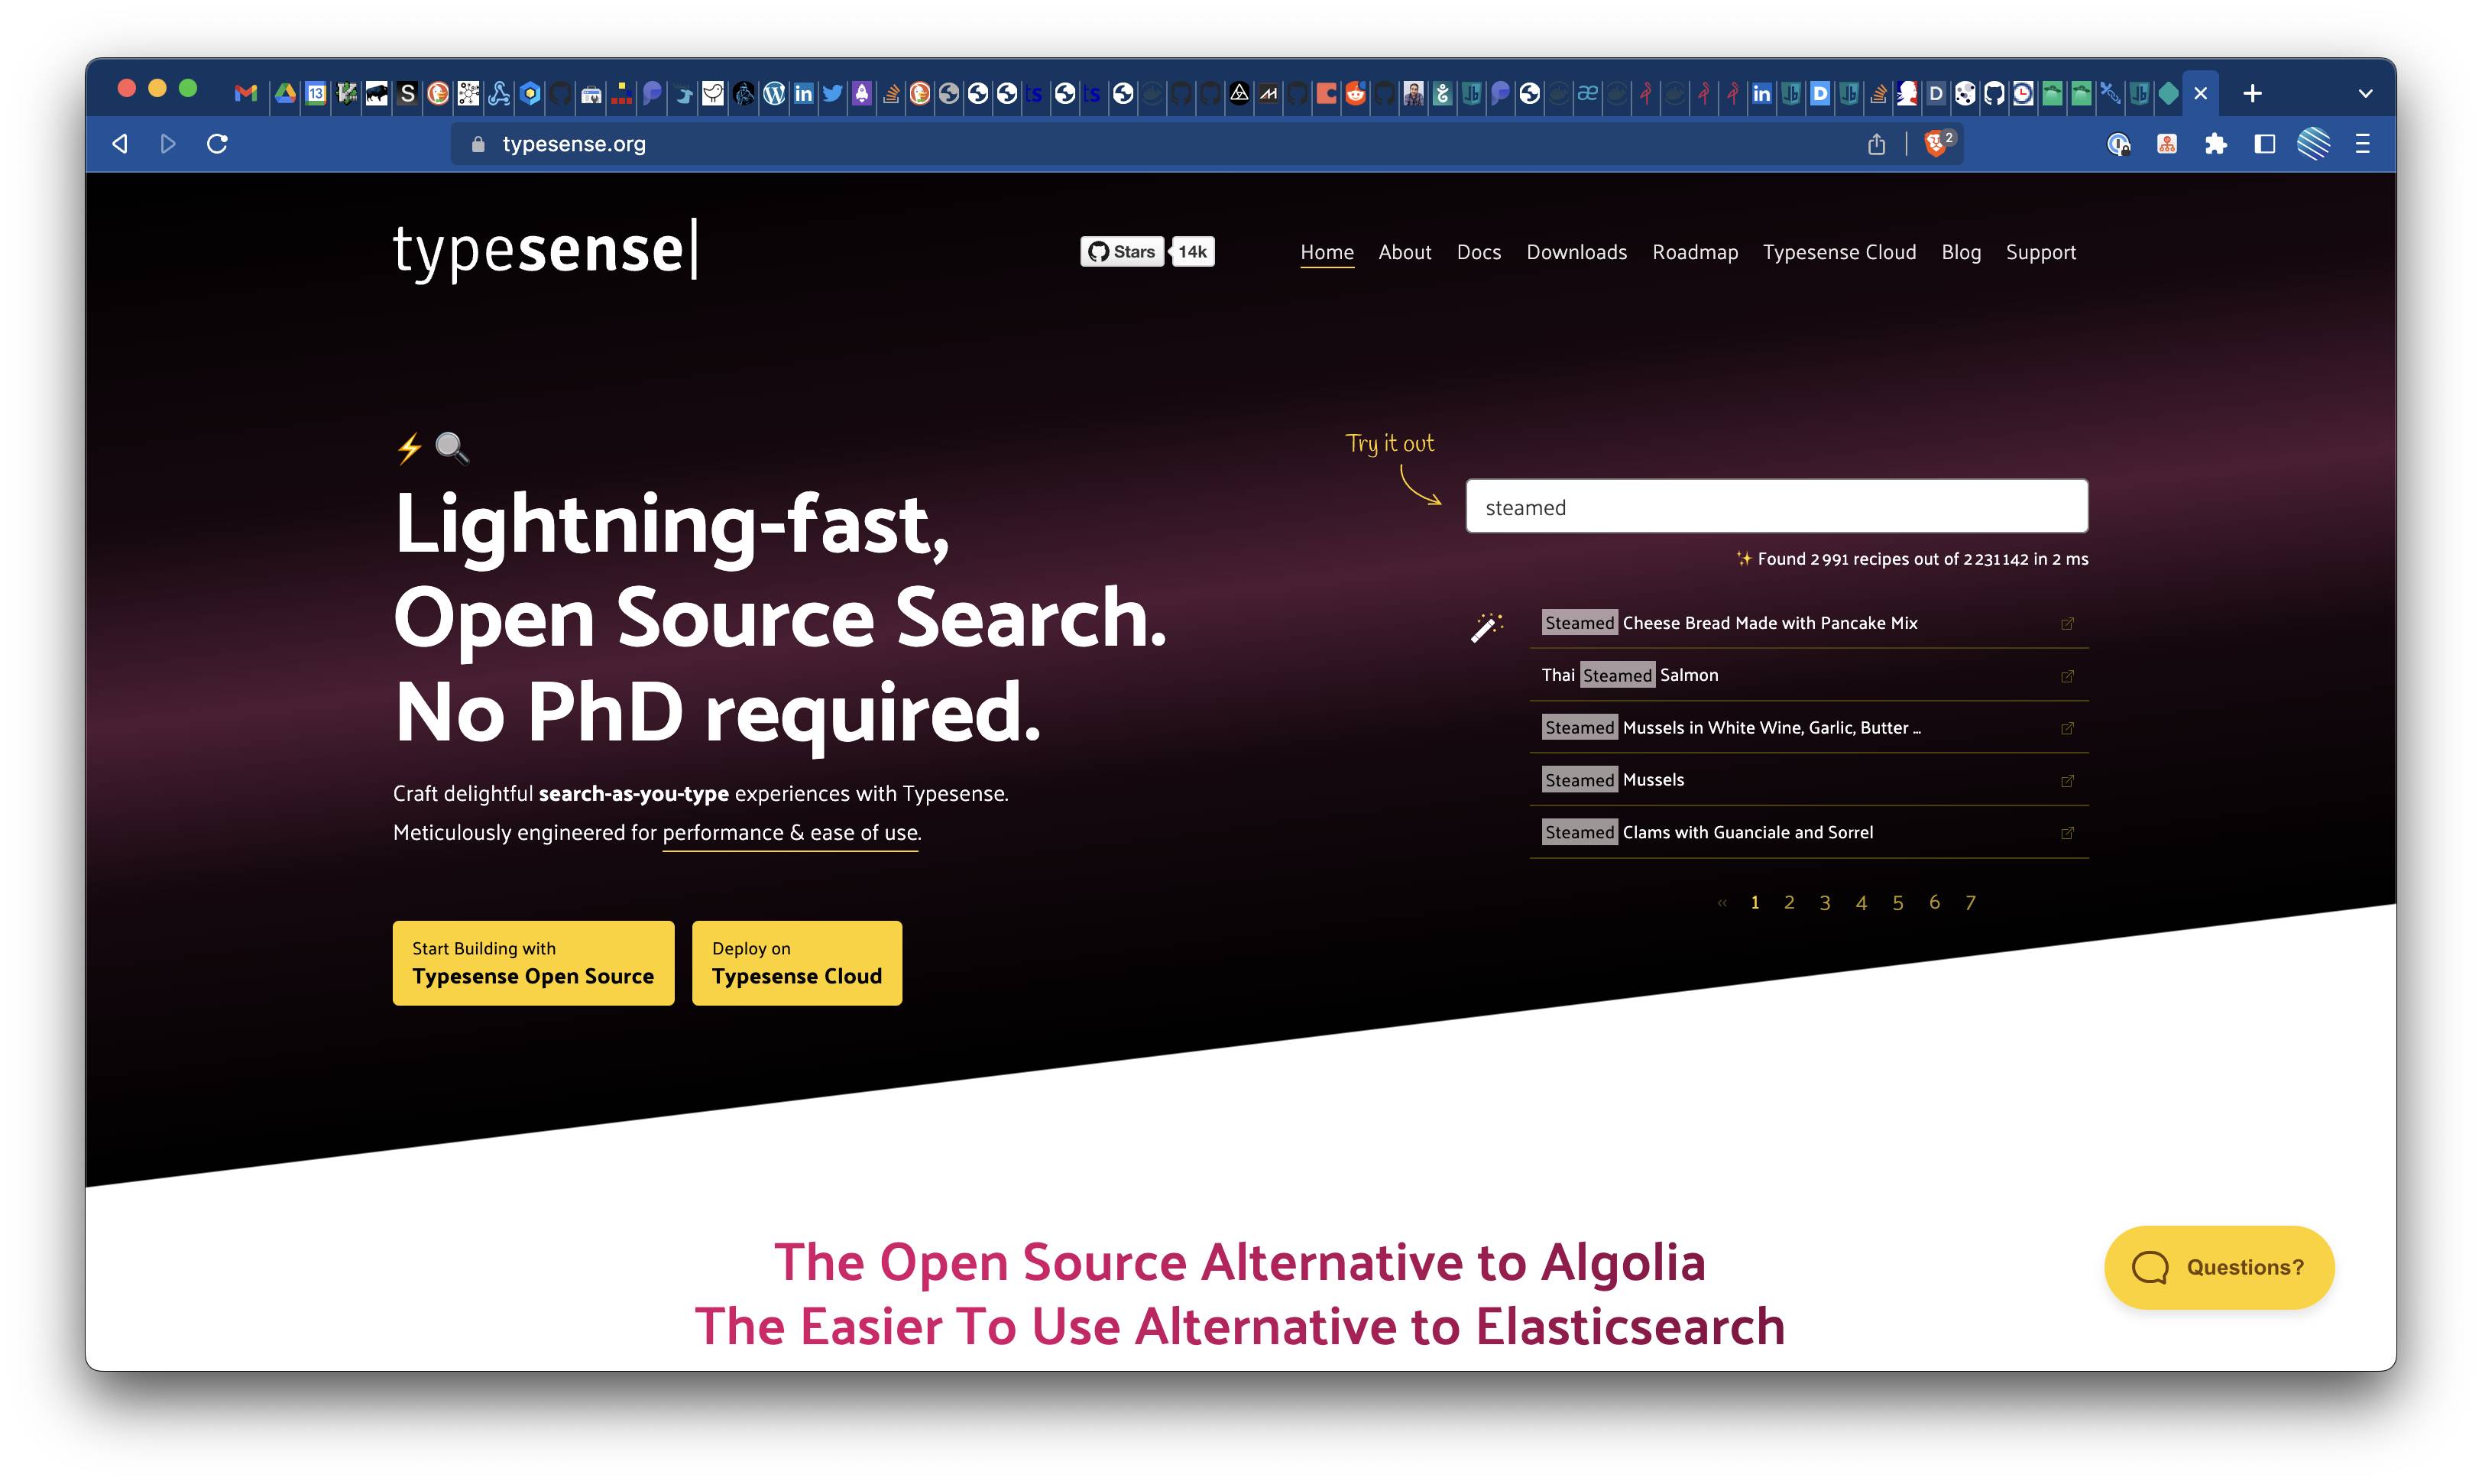 typesense.org
2
typesense|
Stars 14k
Home About Docs Downloads Roadmap Typesense Cloud Blog Support
⚡🔍
Lightning-fast,
Open Source Search.
No PhD required.
Craft delightful search-as-you-type experiences with Typesense.
Meticulously engineered for performance & ease of use.
Start Building with
Typesense Open Source
Deploy on
Typesense Cloud
Try it out
steamed
✨ Found 2 991 recipes out of 2 231 142 in 2 ms
Steamed Cheese Bread Made with Pancake Mix
Thai Steamed Salmon
Steamed Mussels in White Wine, Garlic, Butter ...
Steamed Mussels
Steamed Clams with Guanciale and Sorrel
« 1 2 3 4 5 6 7
The Open Source Alternative to Algolia
The Easier To Use Alternative to Elasticsearch
Questions?